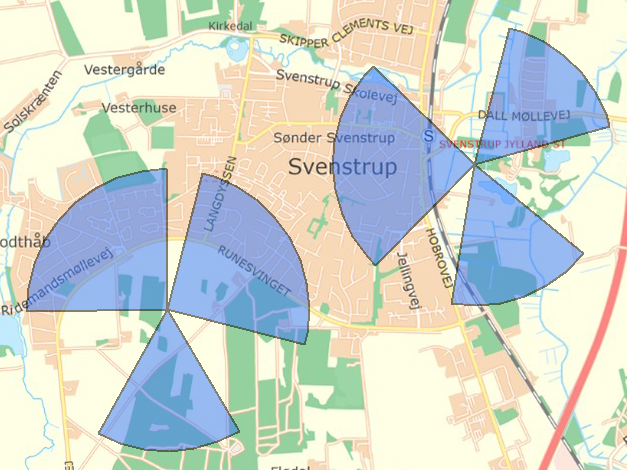 Kirkedal
SKIPPER CLEMENTS VEJ
Vestergårde
Svenstrup Skolevej
Solskrænten
Vesterhuse
DALL MØLLEVEJ
Sønder Svenstrup
S
SVENSTRUP JYLLAND ST
Svenstrup
LANGDYSSEN
odthåb
HOBROVEJ
RUNESVINGET
Jellingvej
Ridemandsmøllevej